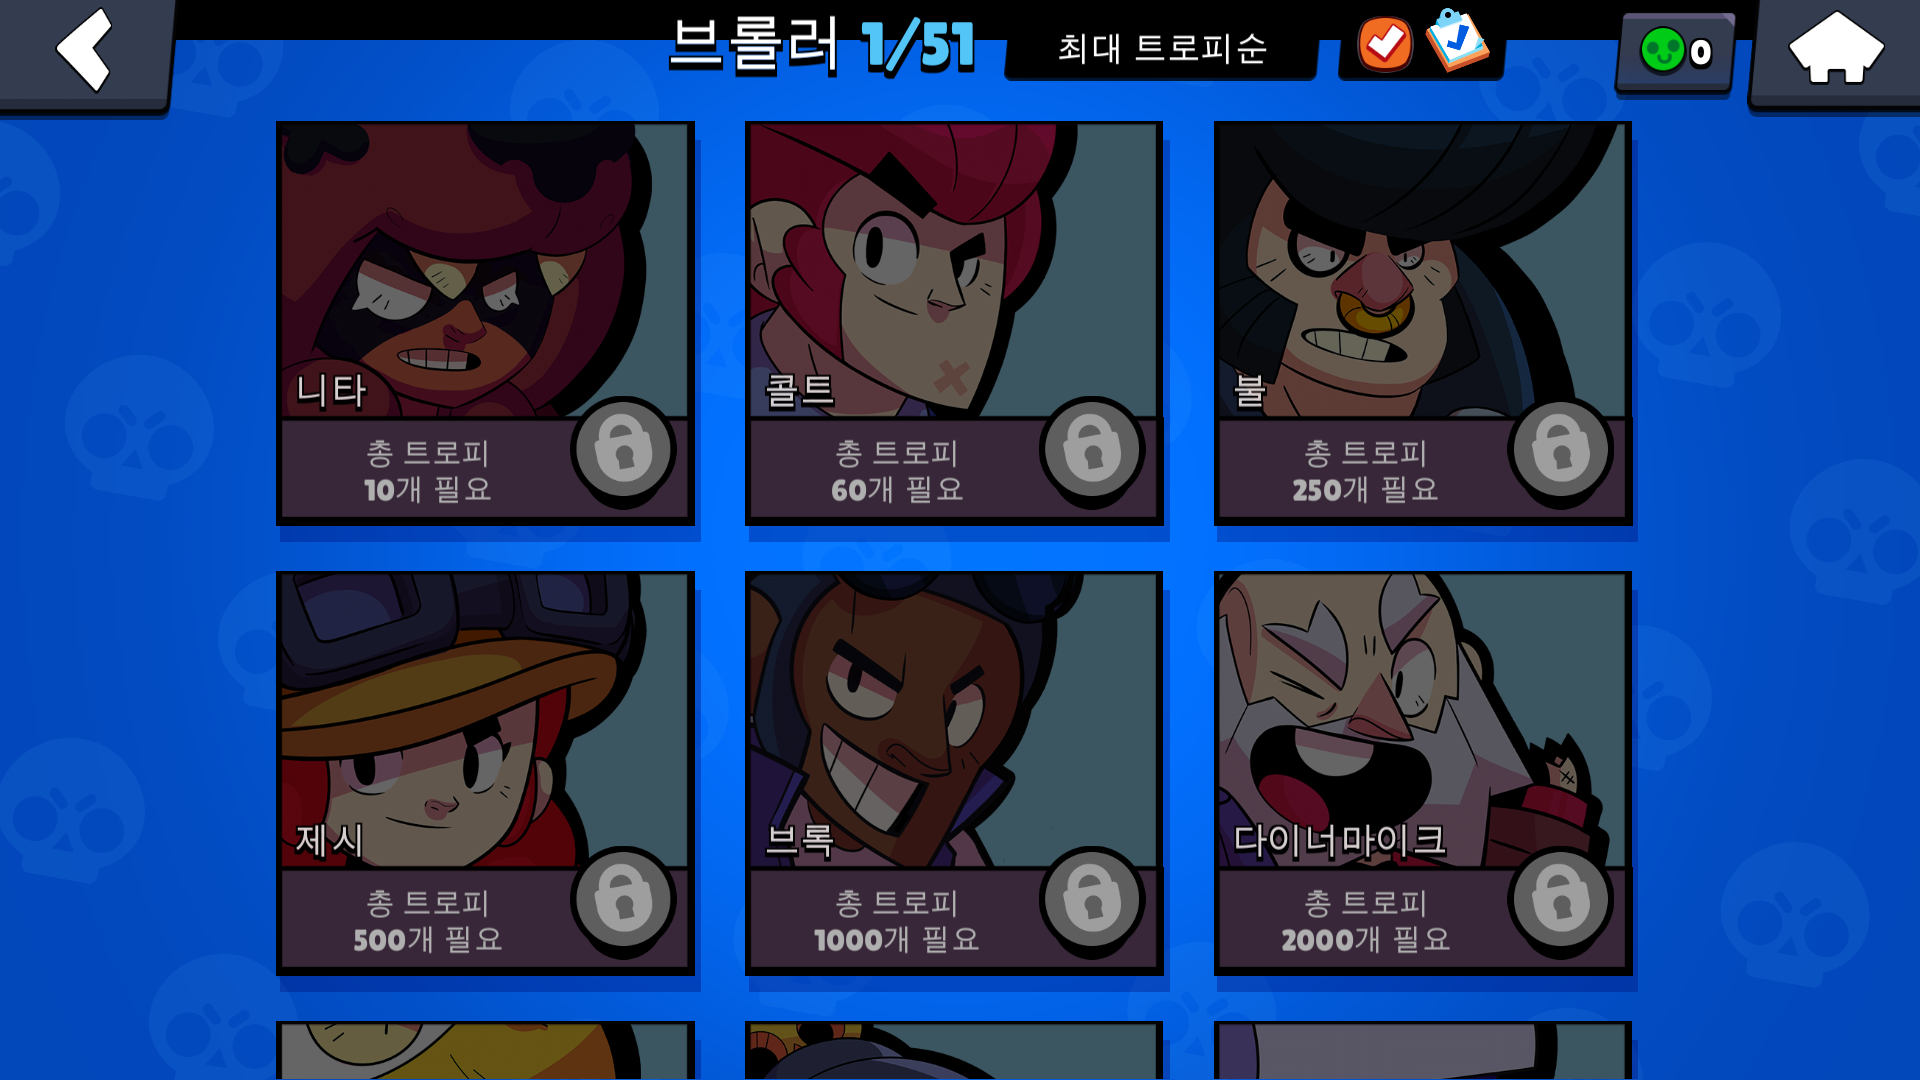 브롤러 1/51
최대 트로피순
0
니타
총 트로피
10개 필요
콜트
총 트로피
60개 필요
불
총 트로피
250개 필요
제시
총 트로피
500개 필요
브록
총 트로피
1000개 필요
다이너마이크
총 트로피
2000개 필요